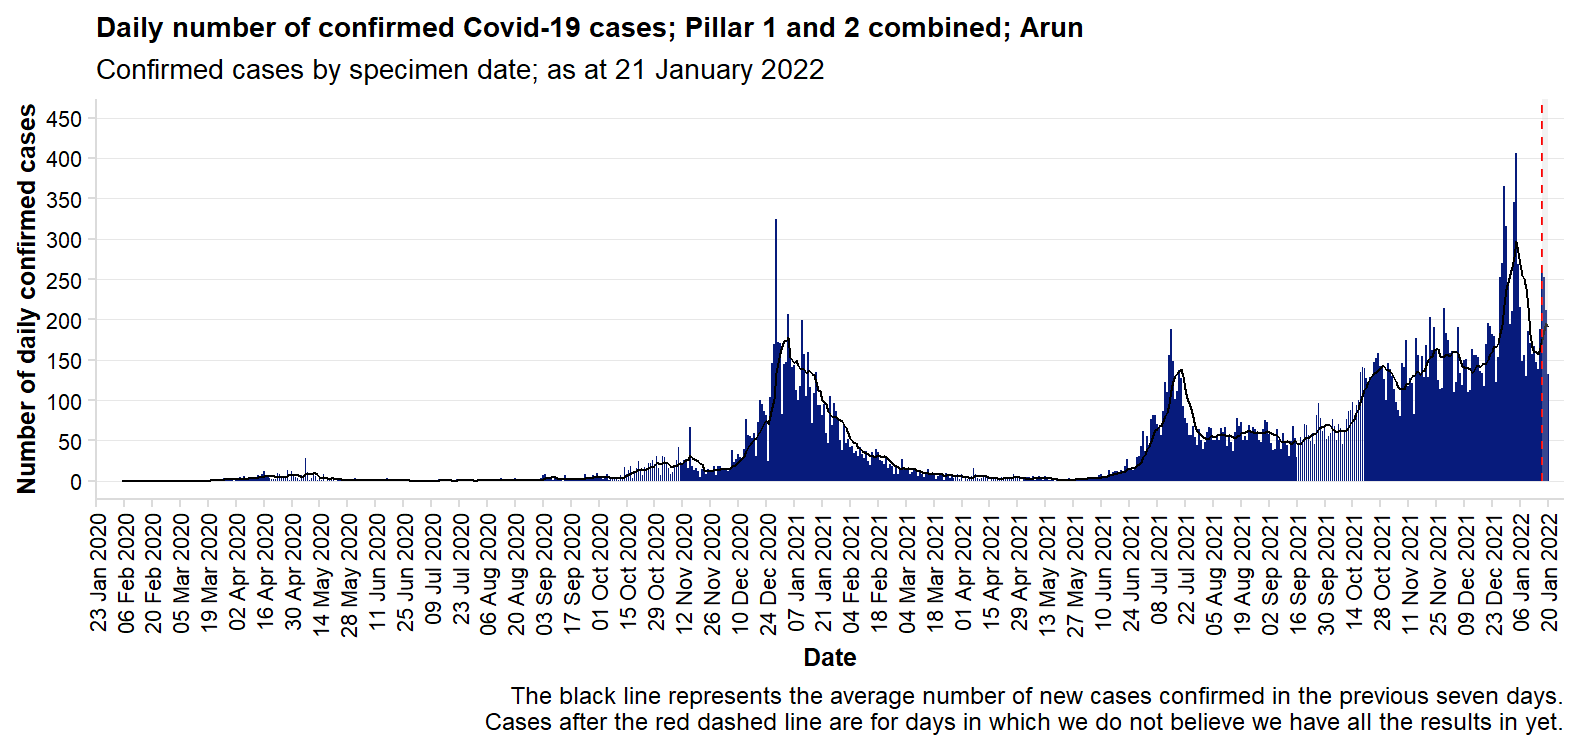 Daily number of confirmed Covid-19 cases; Pillar 1 and 2 combined; Arun
Confirmed cases by specimen date; as at 21 January 2022
Number of daily confirmed cases
450
400
350
300
250
200
150
100
50
0
23 Jan 2020
06 Feb 2020
20 Feb 2020
05 Mar 2020
19 Mar 2020
02 Apr 2020
16 Apr 2020
30 Apr 2020
14 May 2020
28 May 2020
11 Jun 2020
25 Jun 2020
09 Jul 2020
23 Jul 2020
06 Aug 2020
20 Aug 2020
03 Sep 2020
17 Sep 2020
01 Oct 2020
15 Oct 2020
29 Oct 2020
12 Nov 2020
26 Nov 2020
10 Dec 2020
24 Dec 2020
07 Jan 2021
21 Jan 2021
04 Feb 2021
18 Feb 2021
04 Mar 2021
18 Mar 2021
01 Apr 2021
15 Apr 2021
29 Apr 2021
13 May 2021
27 May 2021
10 Jun 2021
24 Jun 2021
08 Jul 2021
22 Jul 2021
05 Aug 2021
19 Aug 2021
02 Sep 2021
16 Sep 2021
30 Sep 2021
14 Oct 2021
28 Oct 2021
11 Nov 2021
25 Nov 2021
09 Dec 2021
23 Dec 2021
06 Jan 2022
20 Jan 2022
Date
The black line represents the average number of new cases confirmed in the previous seven days.
Cases after the red dashed line are for days in which we do not believe we have all the results in yet.